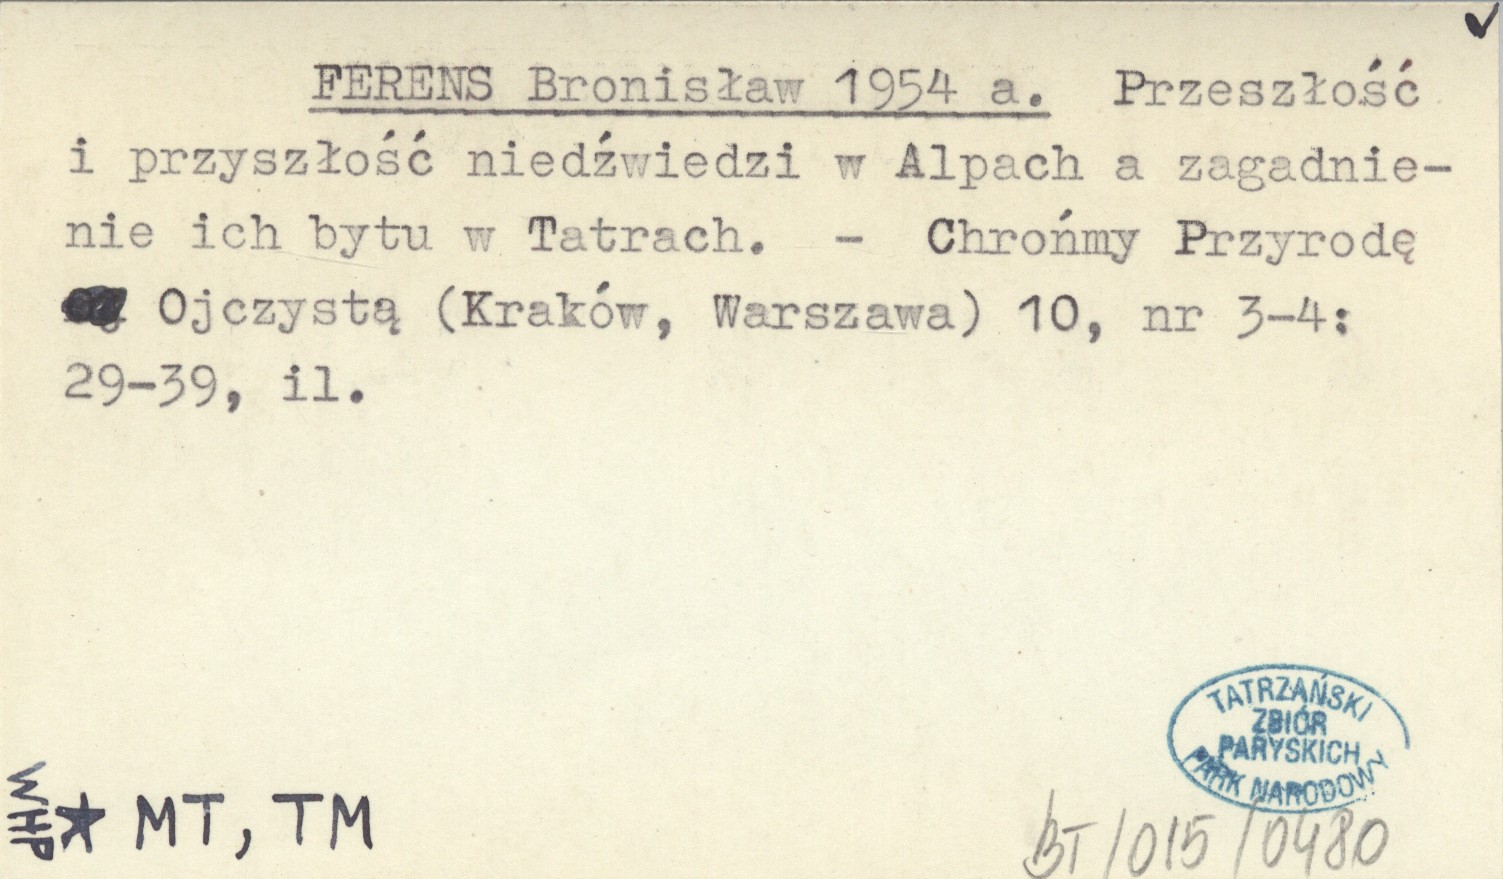 ✓
FERENS Bronisław 1954 a. Przeszłość
i przyszłość niedźwiedzi w Alpach a zagadnie-
nie ich bytu w Tatrach. - Chrońmy Przyrodę
Ojczystą (Kraków, Warszawa) 10, nr 3-4:
29-39, il.
TATRZAŃSKI
ZBIÓR
PARYSKICH
PARK NARODOWY
WHP
★ MT, TM
BT/015/0480